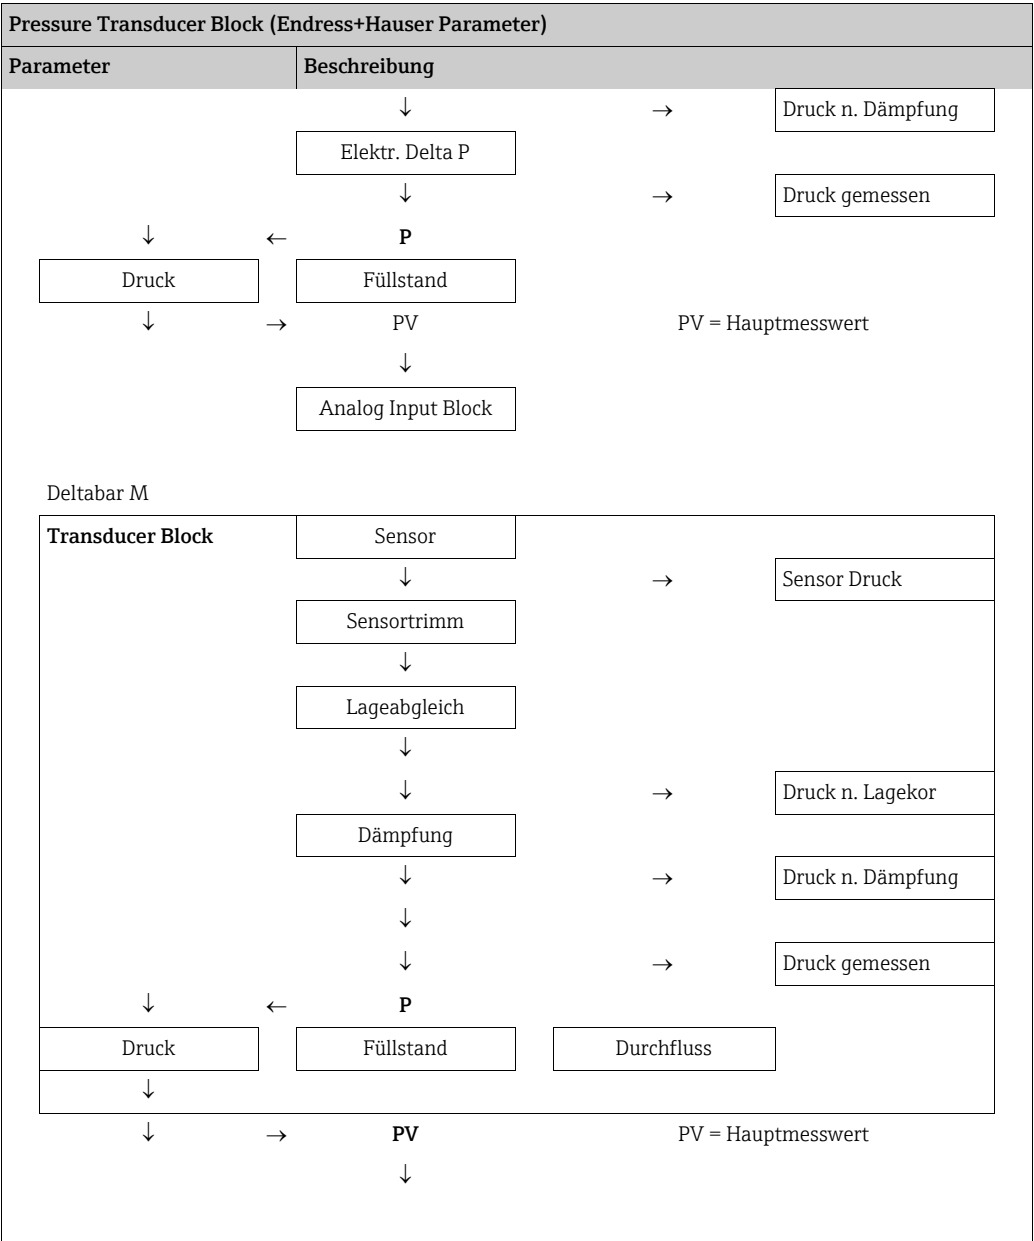 Pressure Transducer Block (Endress+Hauser Parameter)
Parameter Beschreibung
↓ → Druck n. Dämpfung
Elektr. Delta P
↓ → Druck gemessen
↓ ← P
Druck Füllstand
↓ → PV PV = Hauptmesswert
↓
Analog Input Block
Deltabar M
Transducer Block Sensor
↓ → Sensor Druck
Sensortrimm
↓
Lageabgleich
↓
↓ → Druck n. Lagekor
Dämpfung
↓ → Druck n. Dämpfung
↓
↓ → Druck gemessen
↓ ← P
Druck Füllstand Durchfluss
↓
↓ → PV PV = Hauptmesswert
↓